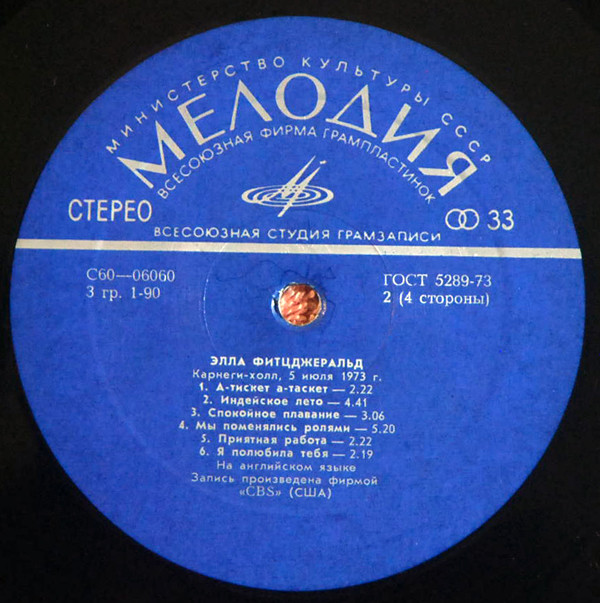 МИНИСТЕРСТВО КУЛЬТУРЫ СССР
МЕЛОДИЯ
ВСЕСОЮЗНАЯ ФИРМА ГРАМПЛАСТИНОК
СТЕРЕО
33
ВСЕСОЮЗНАЯ СТУДИЯ ГРАМЗАПИСИ
С60—06060
ГОСТ 5289-73
3 гр. 1-90
2 (4 стороны)
ЭЛЛА ФИТЦДЖЕРАЛЬД
Карнеги-холл, 5 июля 1973 г.
1. А-тискет а-таскет — 2.22
2. Индейское лето — 4.41
3. Спокойное плавание — 3.06
4. Мы поменялись ролями — 5.20
5. Приятная работа — 2.22
6. Я полюбила тебя — 2.19
На английском языке
Запись произведена фирмой
«CBS» (США)